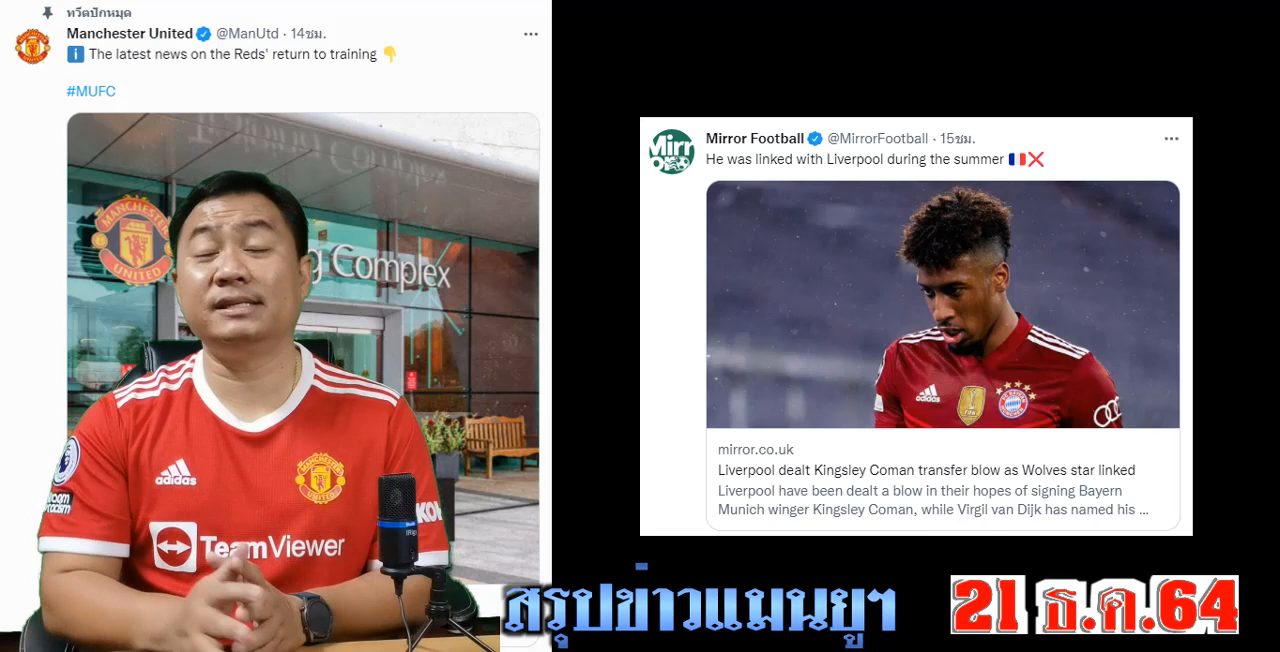 ทวีตปักหมุด
Manchester United @ManUtd · 14ชม.
The latest news on the Reds' return to training
#MUFC
MANCHESTER
UNITED
g Complex
adidas
TeamViewer
KOH
Mirror Football @MirrorFootball · 15ชม.
He was linked with Liverpool during the summer
adidas
mirror.co.uk
Liverpool dealt Kingsley Coman transfer blow as Wolves star linked
Liverpool have been dealt a blow in their hopes of signing Bayern
Munich winger Kingsley Coman, while Virgil van Dijk has named his ...
สรุปข่าวแมนยูฯ
21 ธ.ค.64